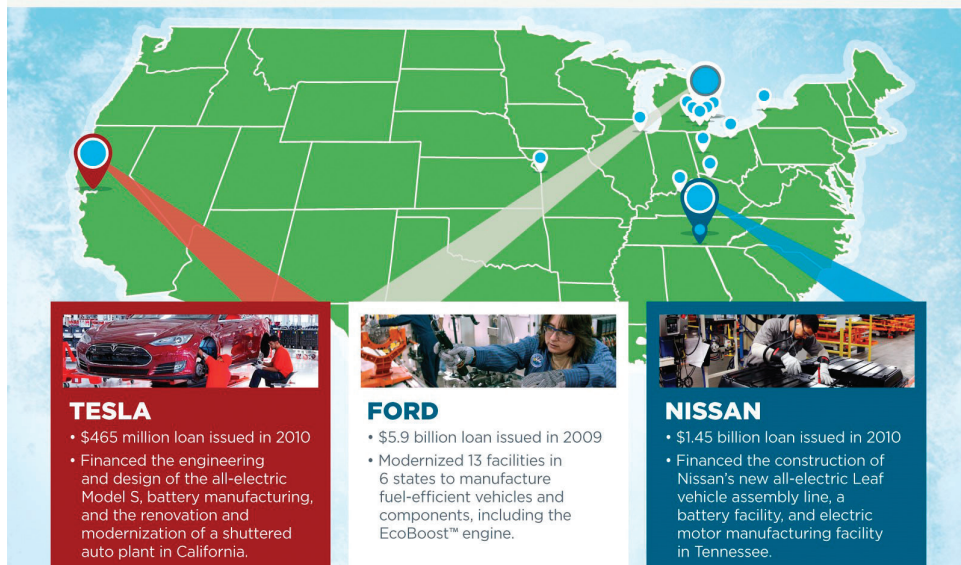 TESLA
• $465 million loan issued in 2010
• Financed the engineering
and design of the all-electric
Model S, battery manufacturing,
and the renovation and
modernization of a shuttered
auto plant in California.
FORD
• $5.9 billion loan issued in 2009
• Modernized 13 facilities in
6 states to manufacture
fuel-efficient vehicles and
components, including the
EcoBoost™ engine.
NISSAN
• $1.45 billion loan issued in 2010
• Financed the construction of
Nissan's new all-electric Leaf
vehicle assembly line, a
battery facility, and electric
motor manufacturing facility
in Tennessee.